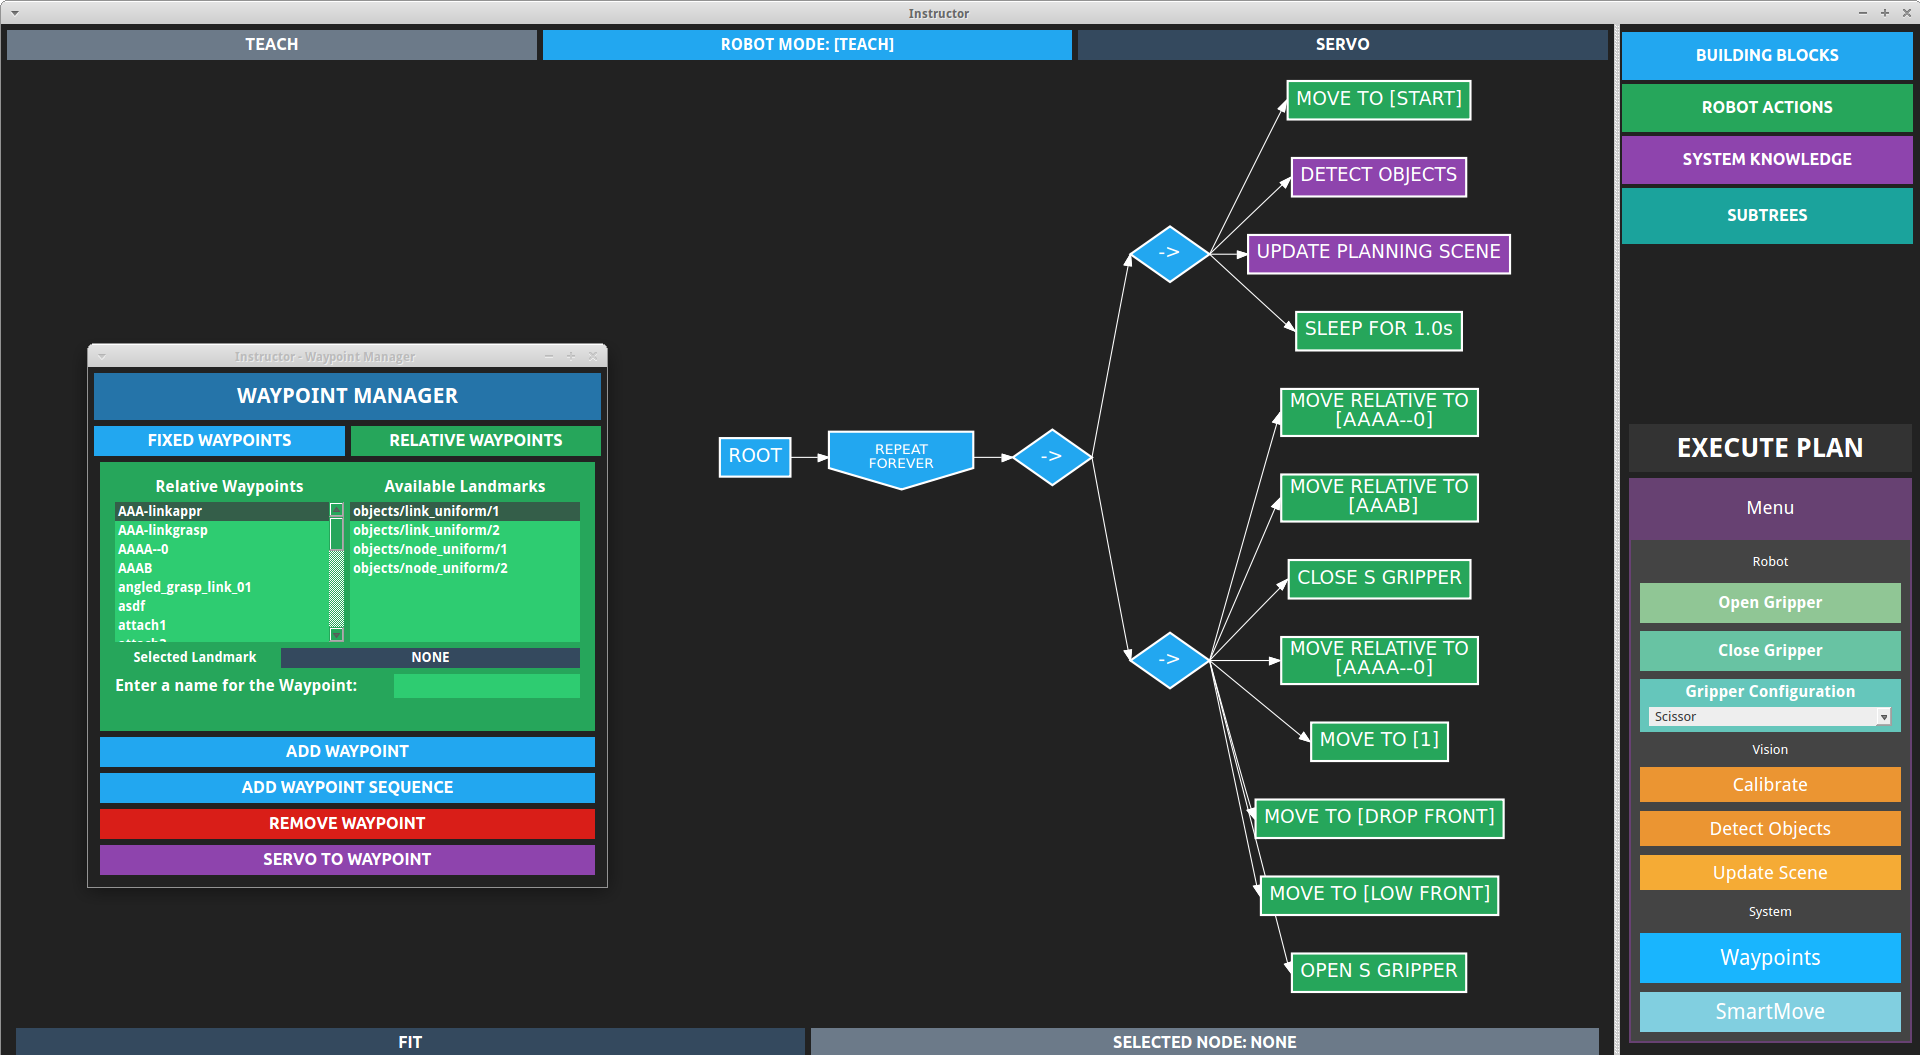 Instructor
TEACH
ROBOT MODE: [TEACH]
SERVO
MOVE TO [START]
DETECT OBJECTS
->
UPDATE PLANNING SCENE
SLEEP FOR 1.0s
ROOT
REPEAT
FOREVER
->
MOVE RELATIVE TO
[AAAA--0]
MOVE RELATIVE TO
[AAAB]
CLOSE S GRIPPER
->
MOVE RELATIVE TO
[AAAA--0]
MOVE TO [1]
MOVE TO [DROP FRONT]
MOVE TO [LOW FRONT]
OPEN S GRIPPER
Instructor - Waypoint Manager
WAYPOINT MANAGER
FIXED WAYPOINTS
RELATIVE WAYPOINTS
Relative Waypoints
AAA-linkappr
AAA-linkgrasp
AAAA--0
AAAB
angled_grasp_link_01
asdf
attach1
Available Landmarks
objects/link_uniform/1
objects/link_uniform/2
objects/node_uniform/1
objects/node_uniform/2
Selected Landmark
NONE
Enter a name for the Waypoint:
ADD WAYPOINT
ADD WAYPOINT SEQUENCE
REMOVE WAYPOINT
SERVO TO WAYPOINT
FIT
SELECTED NODE: NONE
BUILDING BLOCKS
ROBOT ACTIONS
SYSTEM KNOWLEDGE
SUBTREES
EXECUTE PLAN
Menu
Robot
Open Gripper
Close Gripper
Gripper Configuration
Scissor
Vision
Calibrate
Detect Objects
Update Scene
System
Waypoints
SmartMove